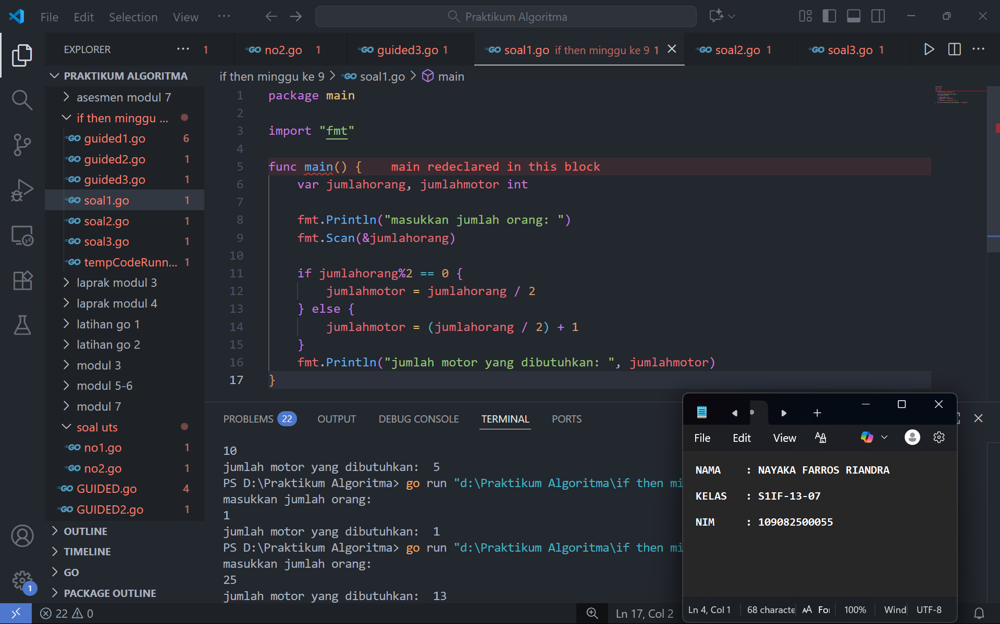 File Edit Selection View ...
Praktikum Algoritma
EXPLORER ... 1
no2.go 1
guided3.go 1
soal1.go if then minggu ke 9 1
soal2.go 1
soal3.go 1
PRAKTIKUM ALGORITMA
asesmen modul 7
if then minggu ...
guided1.go 6
guided2.go 1
guided3.go 1
soal1.go 1
soal2.go 1
soal3.go 1
tempCodeRunn... 1
laprak modul 3
laprak modul 4
latihan go 1
latihan go 2
modul 3
modul 5-6
modul 7
soal uts
no1.go 1
no2.go 1
GUIDED.go 4
GUIDED2.go 1
OUTLINE
TIMELINE
GO
PACKAGE OUTLINE
1
if then minggu ke 9 > soal1.go > main
1 package main
2
3 import "fmt"
4
5 func main() { main redeclared in this block
6 var jumlahorang, jumlahmotor int
7
8 fmt.Println("masukkan jumlah orang: ")
9 fmt.Scan(&jumlahorang)
10
11 if jumlahorang%2 == 0 {
12 jumlahmotor = jumlahorang / 2
13 } else {
14 jumlahmotor = (jumlahorang / 2) + 1
15 }
16 fmt.Println("jumlah motor yang dibutuhkan: ", jumlahmotor)
17 }
PROBLEMS 22 OUTPUT DEBUG CONSOLE TERMINAL PORTS
10
jumlah motor yang dibutuhkan:  5
PS D:\Praktikum Algoritma> go run "d:\Praktikum Algoritma\if then mi
masukkan jumlah orang:
1
jumlah motor yang dibutuhkan:  1
PS D:\Praktikum Algoritma> go run "d:\Praktikum Algoritma\if then mi
masukkan jumlah orang:
25
jumlah motor yang dibutuhkan:  13
File Edit View
NAMA : NAYAKA FARROS RIANDRA
KELAS : S1IF-13-07
NIM : 109082500055
Ln 4, Col 1 68 characte For 100% Wind UTF-8
22 0 Ln 17, Col 2